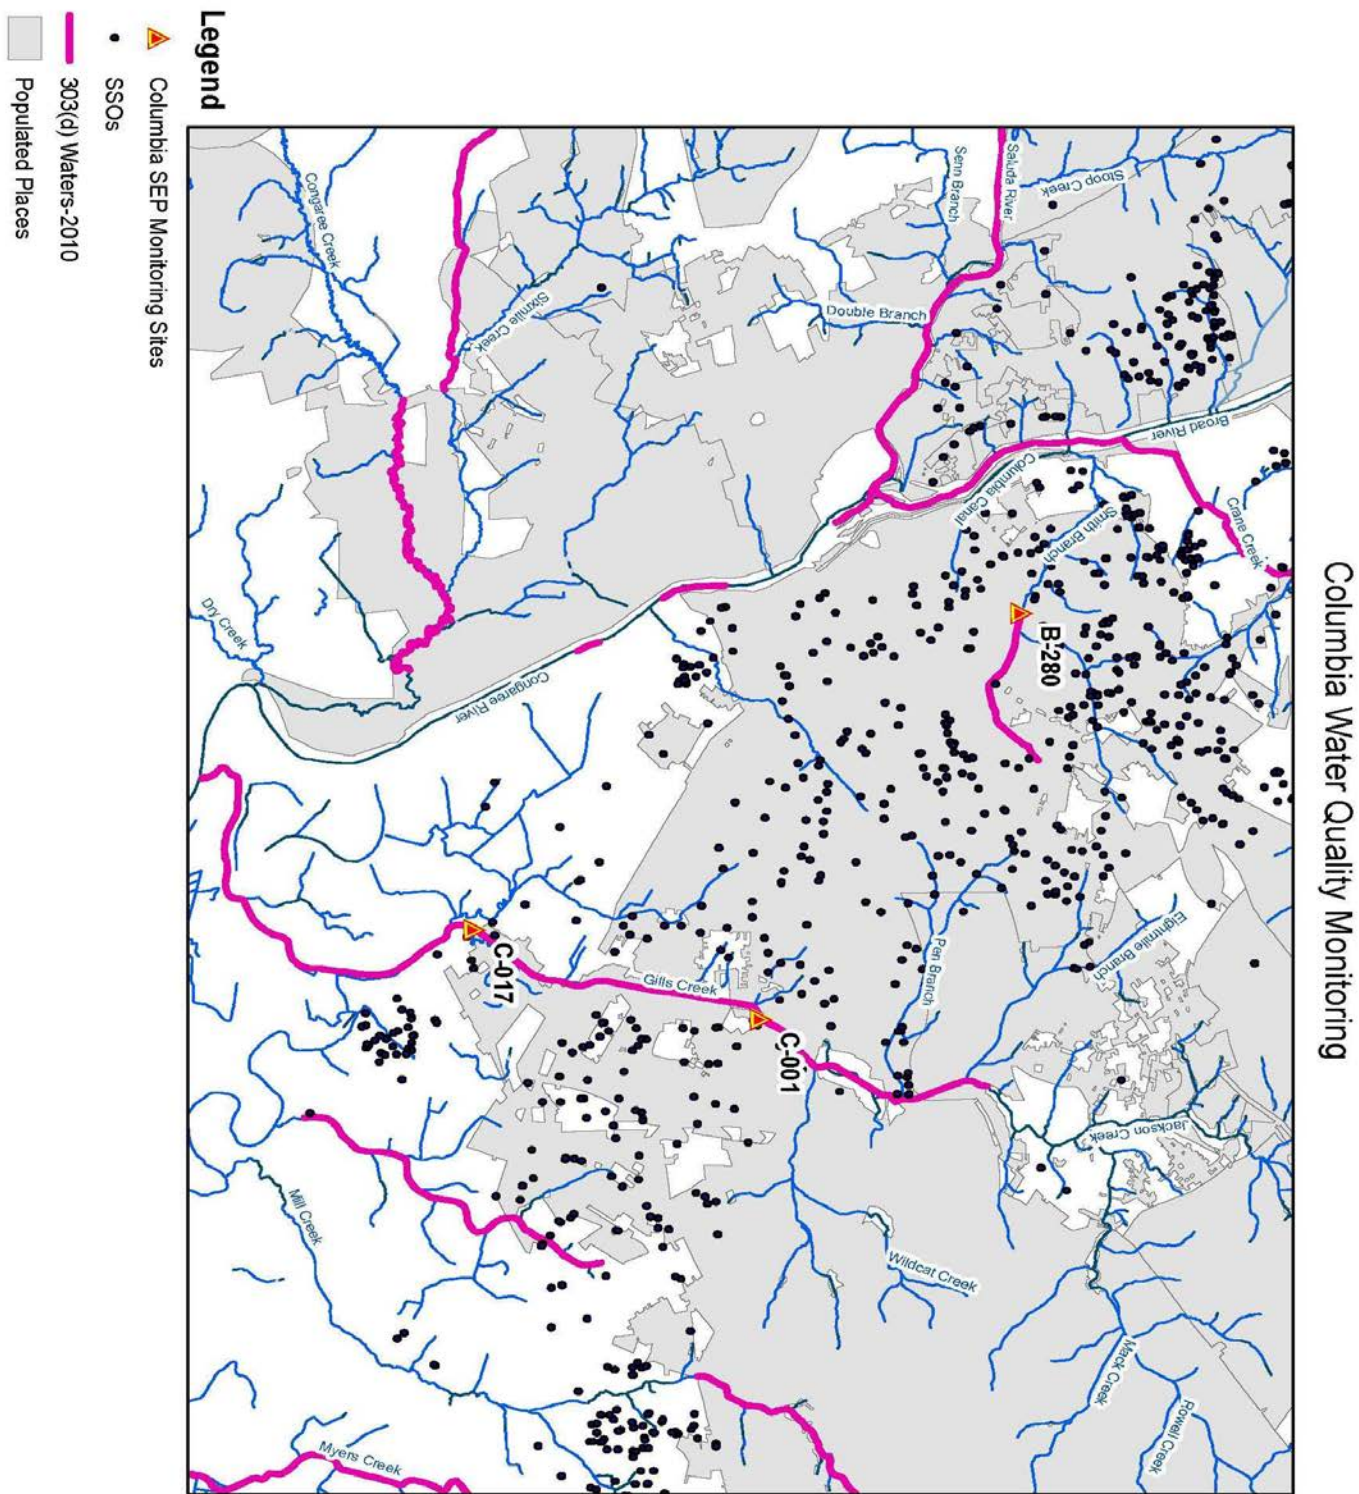 Columbia Water Quality Monitoring
Stoop Creek
Saluda River
Senn Branch
Double Branch
Broad River
Crane Creek
Columbia Canal
Smith Branch
B-280
Congaree Creek
Sixmile Creek
Dry Creek
Congaree River
Eightmile Branch
Pen Branch
Gills Creek
C-017
C-001
Jackson Creek
Wildcat Creek
Mack Creek
Rowell Creek
Mill Creek
Myers Creek
Legend
Columbia SEP Monitoring Sites
SSOs
303(d) Waters-2010
Populated Places